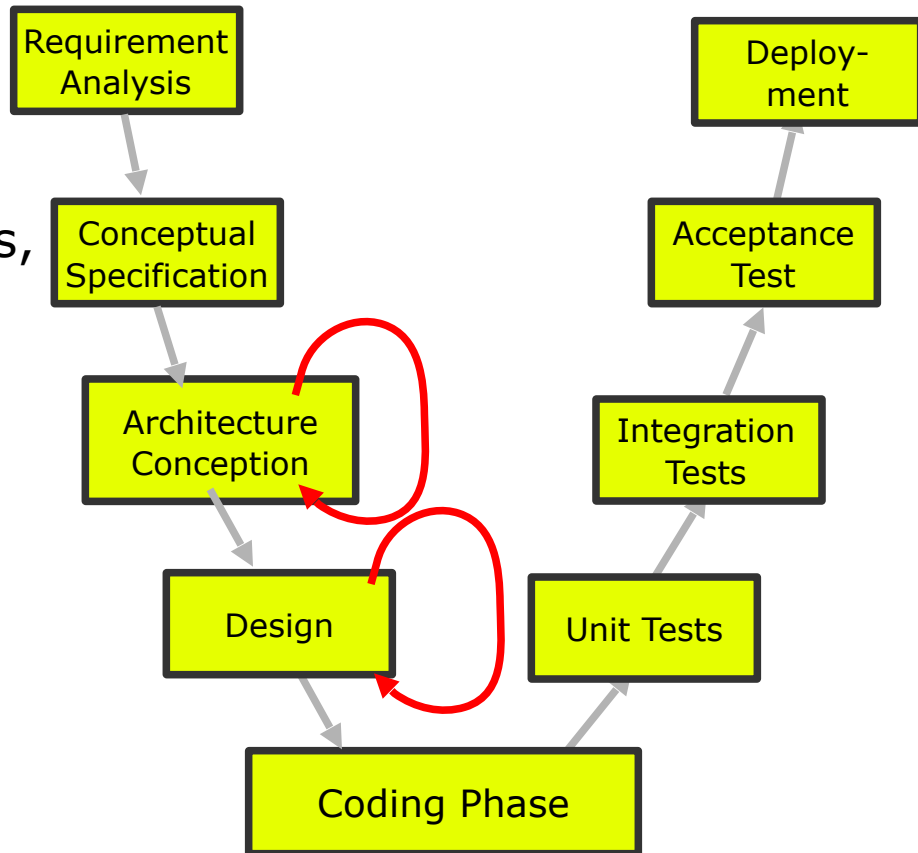 Requirement
Analysis
Deploy-
ment
s,
Conceptual
Specification
Acceptance
Test
Architecture
Conception
Integration
Tests
Design
Unit Tests
Coding Phase